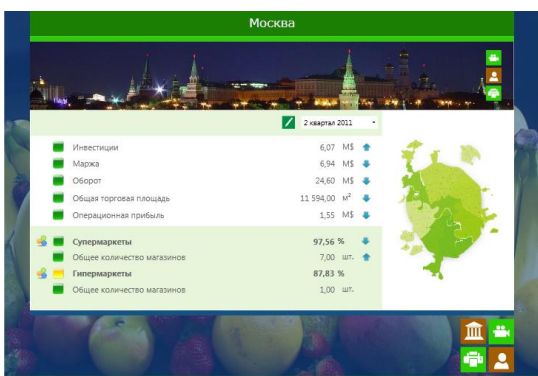 Москва
2 квартал 2011
Инвестиции 6,07 M$
Маржа 6,94 M$
Оборот 24,60 M$
Общая торговая площадь 11 594,00 м²
Операционная прибыль 1,55 M$
Супермаркеты 97,56 %
Общее количество магазинов 7,00 шт.
Гипермаркеты 87,83 %
Общее количество магазинов 1,00 шт.